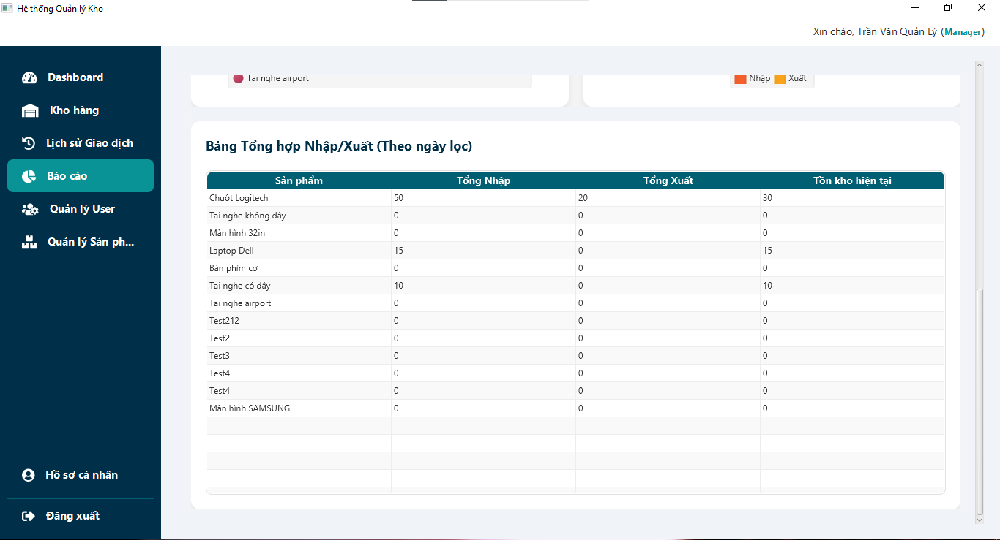 Hệ thống Quản lý Kho
Xin chào, Trần Văn Quản Lý (Manager)
Dashboard
Kho hàng
Lịch sử Giao dịch
Báo cáo
Quản lý User
Quản lý Sản ph...
Hồ sơ cá nhân
Đăng xuất
Tai nghe airport
Nhập Xuất
Bảng Tổng hợp Nhập/Xuất (Theo ngày lọc)
Sản phẩm Tổng Nhập Tổng Xuất Tồn kho hiện tại
Chuột Logitech 50 20 30
Tai nghe không dây 0 0 0
Màn hình 32in 0 0 0
Laptop Dell 15 0 15
Bàn phím cơ 0 0 0
Tai nghe có dây 10 0 10
Tai nghe airport 0 0 0
Test212 0 0 0
Test2 0 0 0
Test3 0 0 0
Test4 0 0 0
Test4 0 0 0
Màn hình SAMSUNG 0 0 0